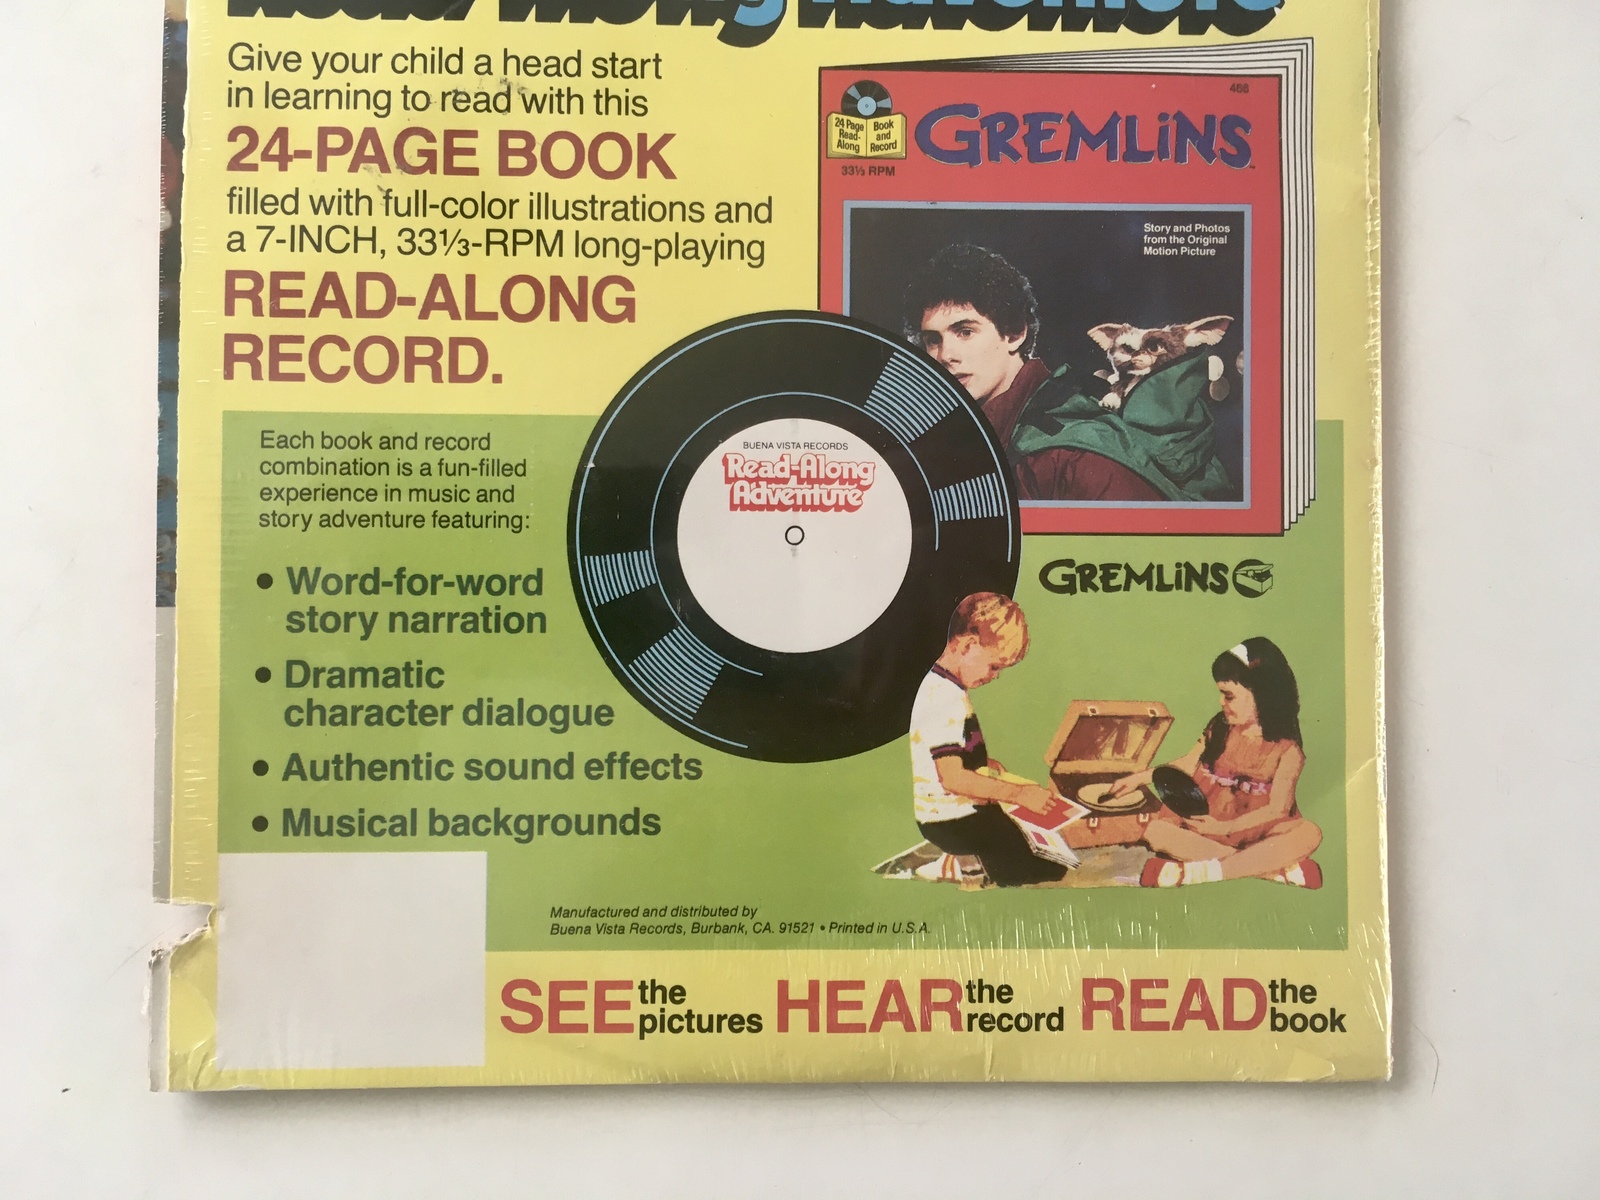 Read-Along Adventure
Give your child a head start
in learning to read with this
24-PAGE BOOK
filled with full-color illustrations and
a 7-INCH, 33⅓-RPM long-playing
READ-ALONG
RECORD.
468
24 Page
Read-
Along
Book
and
Record
33⅓ RPM
GREMLiNS™
Story and Photos
from the Original
Motion Picture
Each book and record
combination is a fun-filled
experience in music and
story adventure featuring:
• Word-for-word
story narration
• Dramatic
character dialogue
• Authentic sound effects
• Musical backgrounds
BUENA VISTA RECORDS
Read-Along
Adventure
GREMLiNS
Manufactured and distributed by
Buena Vista Records, Burbank, CA. 91521 • Printed in U.S.A.
SEE the pictures HEAR the record READ the book